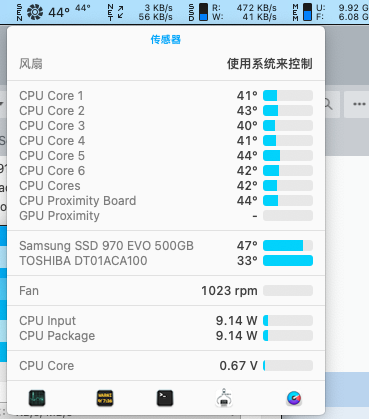 SEN 44° 44° NET 3 KB/s 56 KB/s SSD R: 472 KB/s W: 41 KB/s MEM U: 9.92 G F: 6.08 G
传感器
风扇 使用系统来控制
CPU Core 1 41°
CPU Core 2 43°
CPU Core 3 40°
CPU Core 4 41°
CPU Core 5 44°
CPU Core 6 42°
CPU Cores 42°
CPU Proximity Board 44°
GPU Proximity -
Samsung SSD 970 EVO 500GB 47°
TOSHIBA DT01ACA100 33°
Fan 1023 rpm
CPU Input 9.14 W
CPU Package 9.14 W
CPU Core 0.67 V